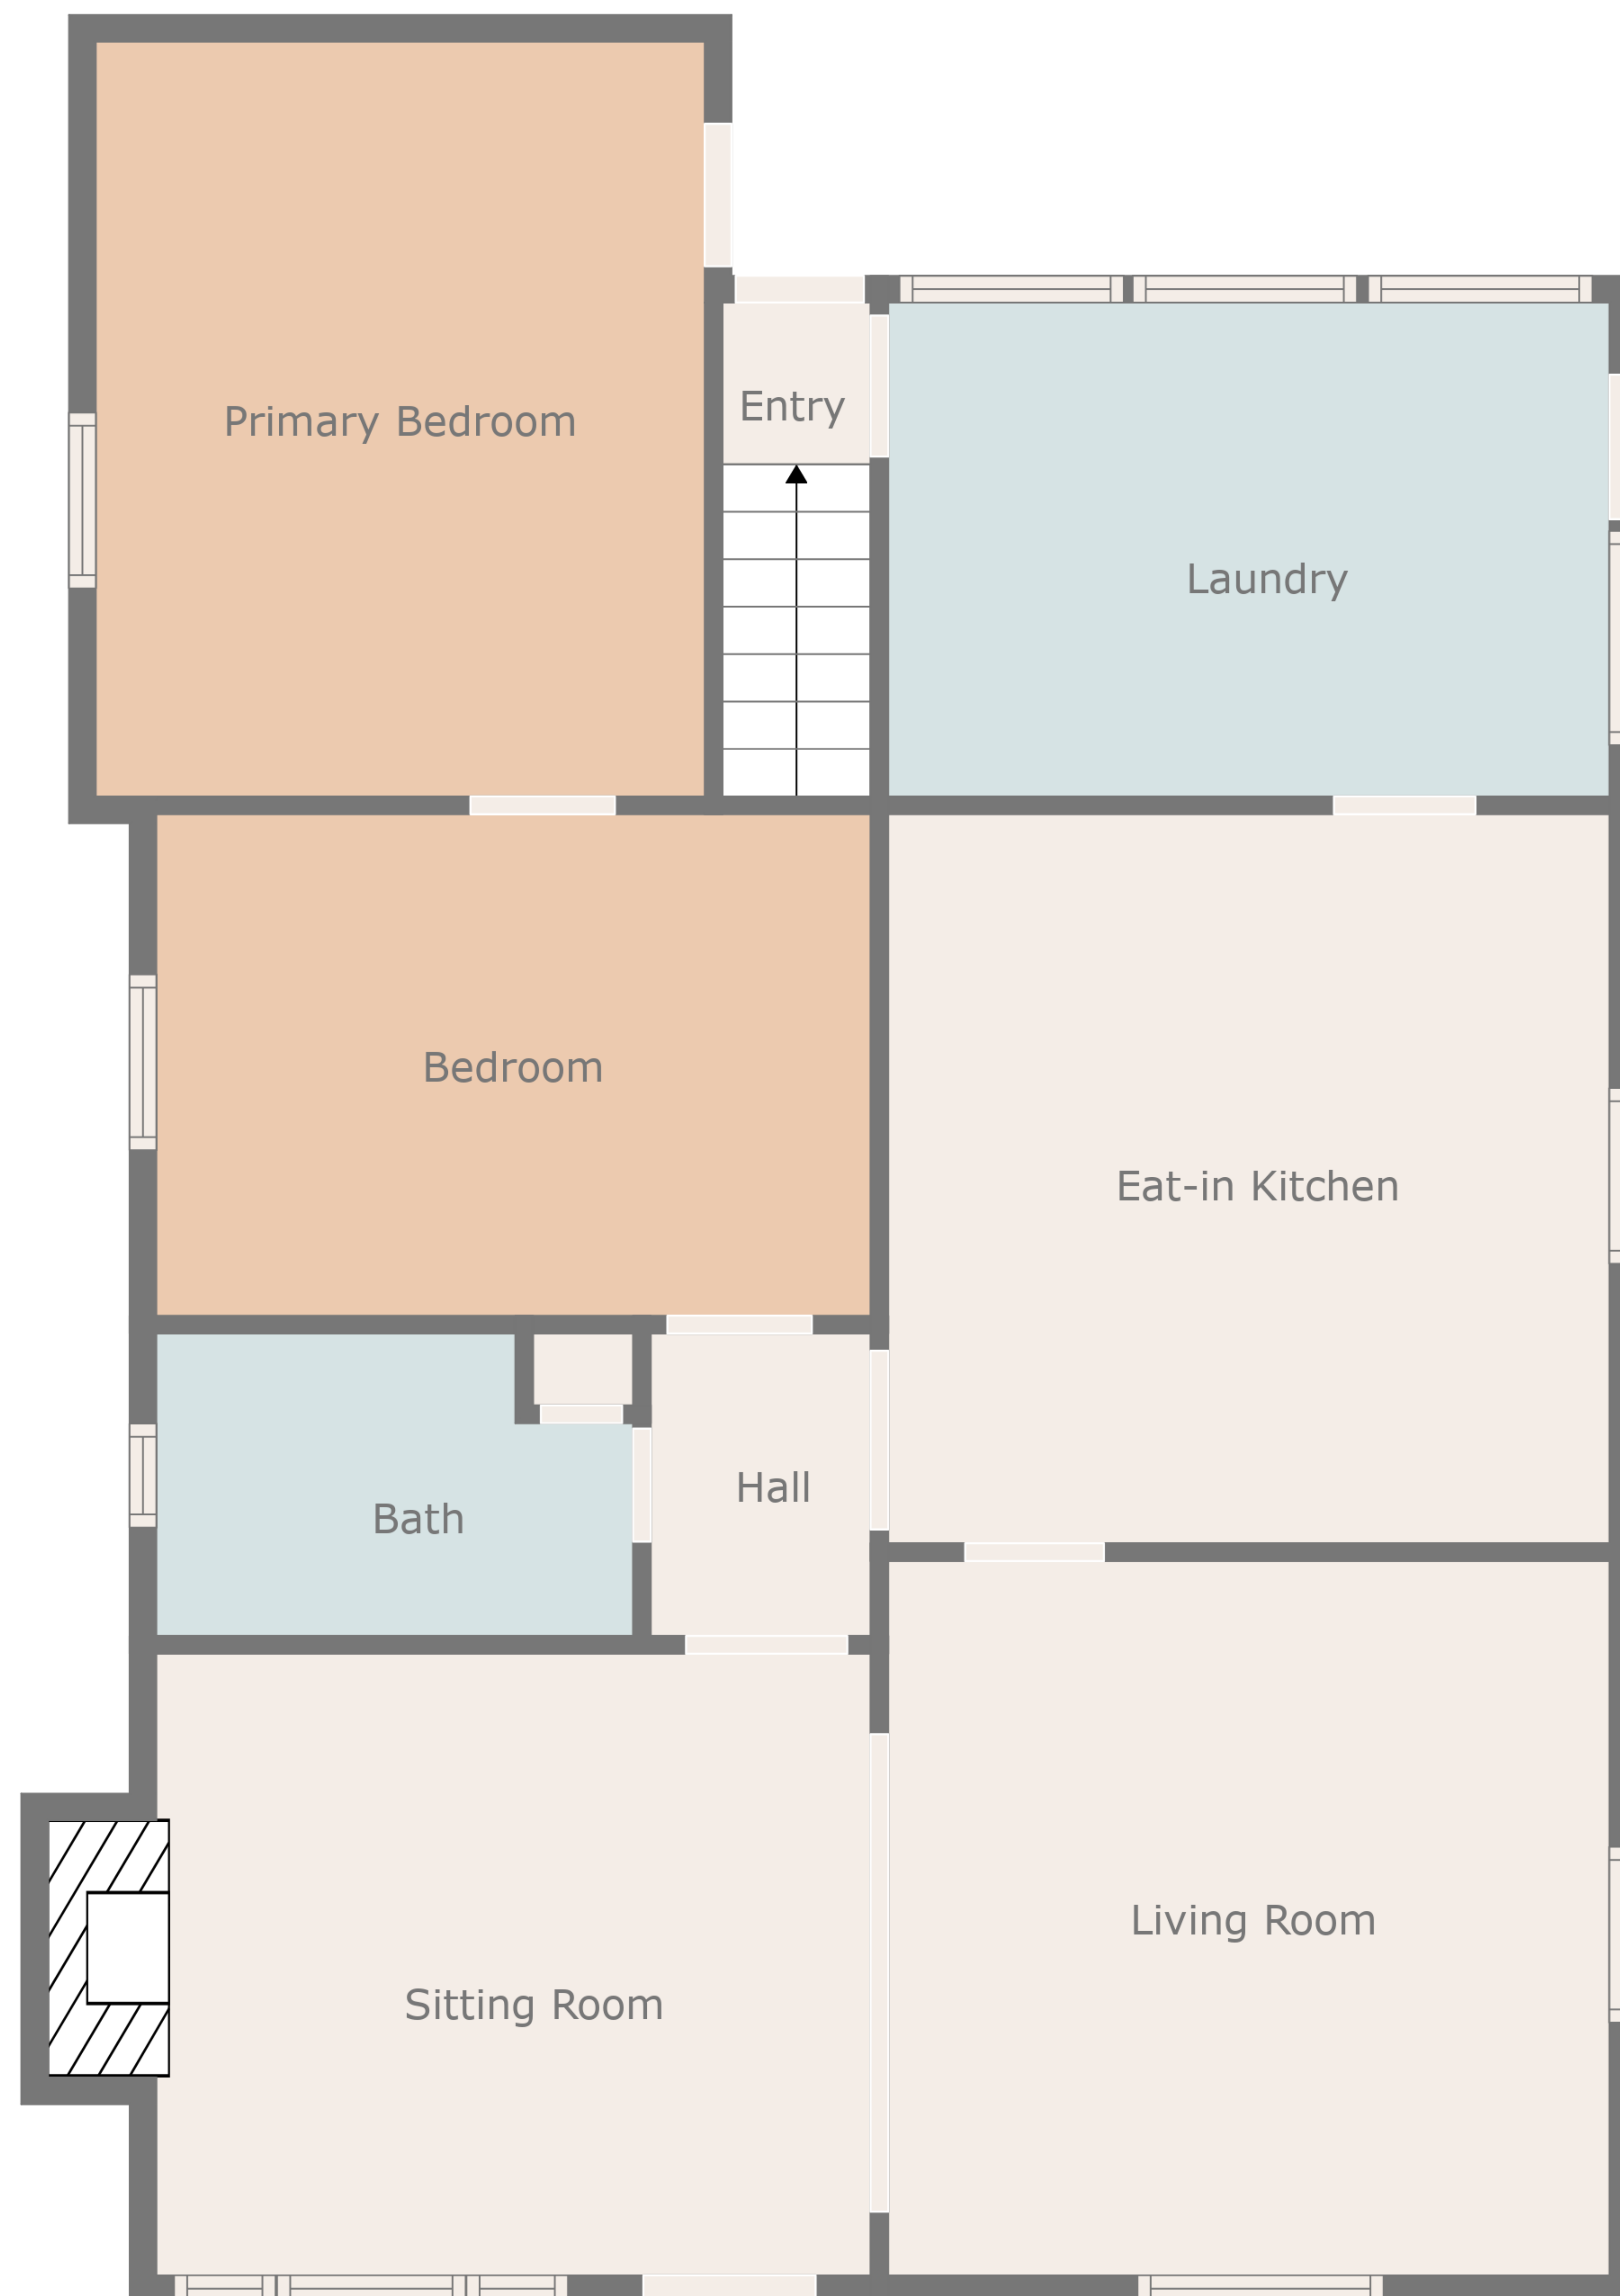 Entry
Primary Bedroom
Laundry
Bedroom
Eat-in Kitchen
Hall
Bath
Living Room
Sitting Room